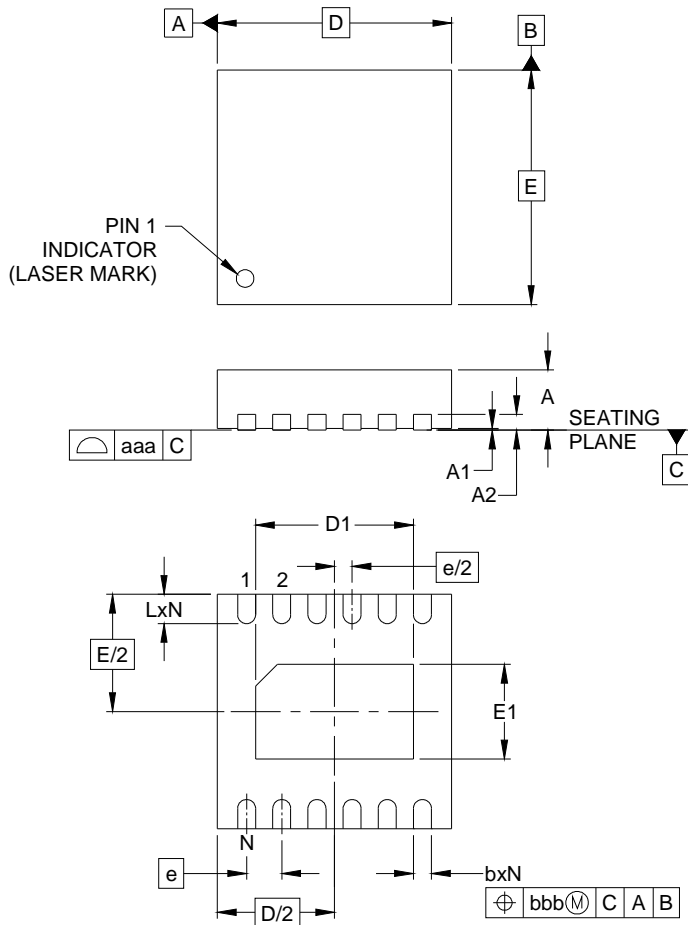 A
D
B
E
PIN 1
INDICATOR
(LASER MARK)
A
SEATING
PLANE
aaa C
A1
A2
C
D1
e/2
1 2
LxN
E/2
E1
N
e
bxN
D/2
bbbⓂ C A B